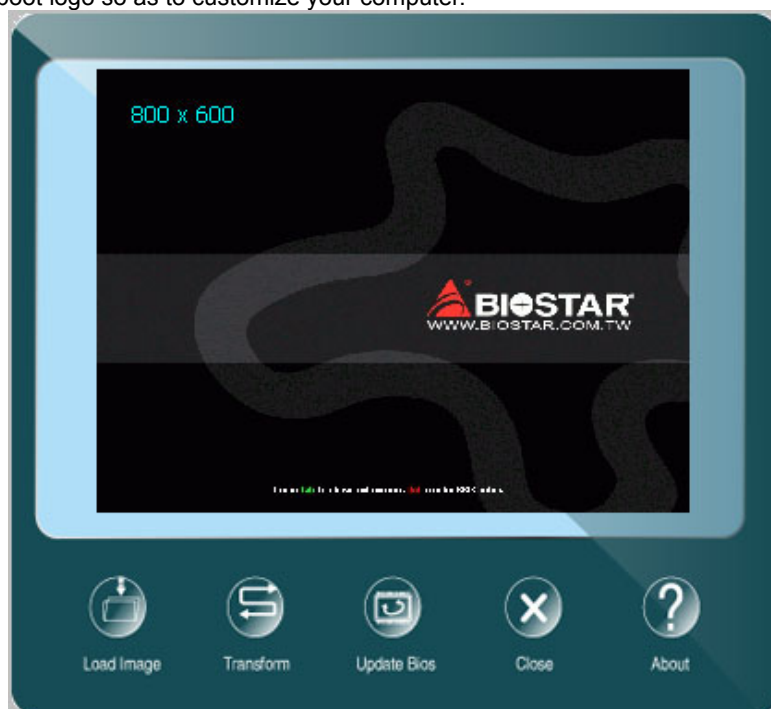 boot logo so as to customize your computer.
800 x 600
BIOSTAR
WWW.BIOSTAR.COM.TW
Load Image Transform Update Bios Close About